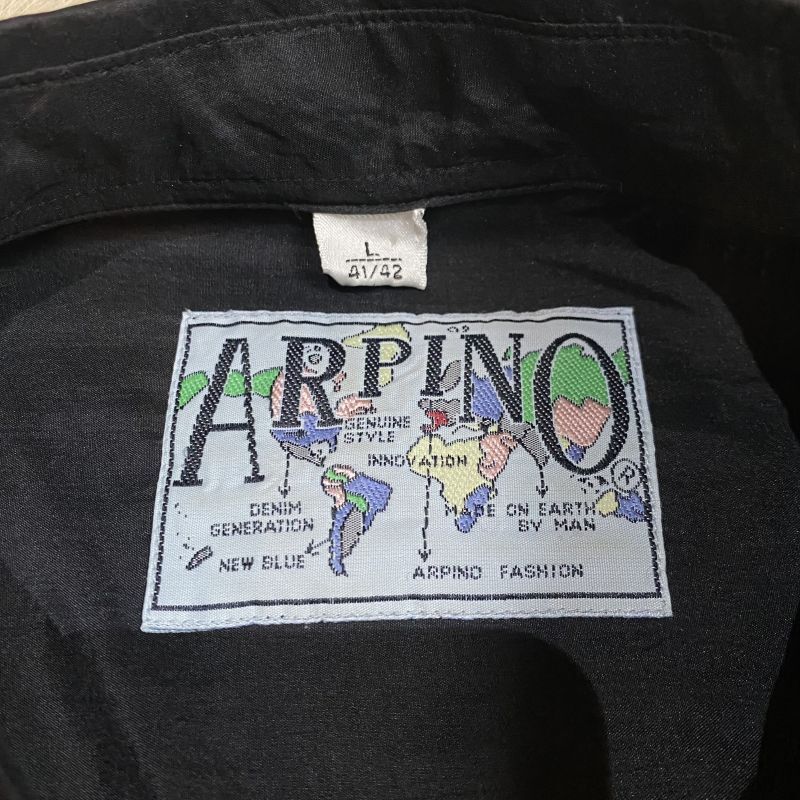 L
41/42
ARPINO
GENUINE
STYLE
INNOVATION
DENIM
GENERATION
MADE ON EARTH
BY MAN
NEW BLUE
ARPINO FASHION
®